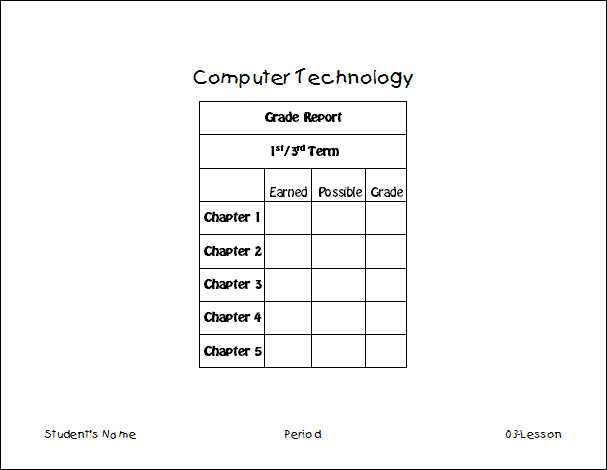 Computer Technology
Grade Report
1st/3rd Term
Earned Possible Grade
Chapter 1
Chapter 2
Chapter 3
Chapter 4
Chapter 5
Student's Name Period 03-Lesson